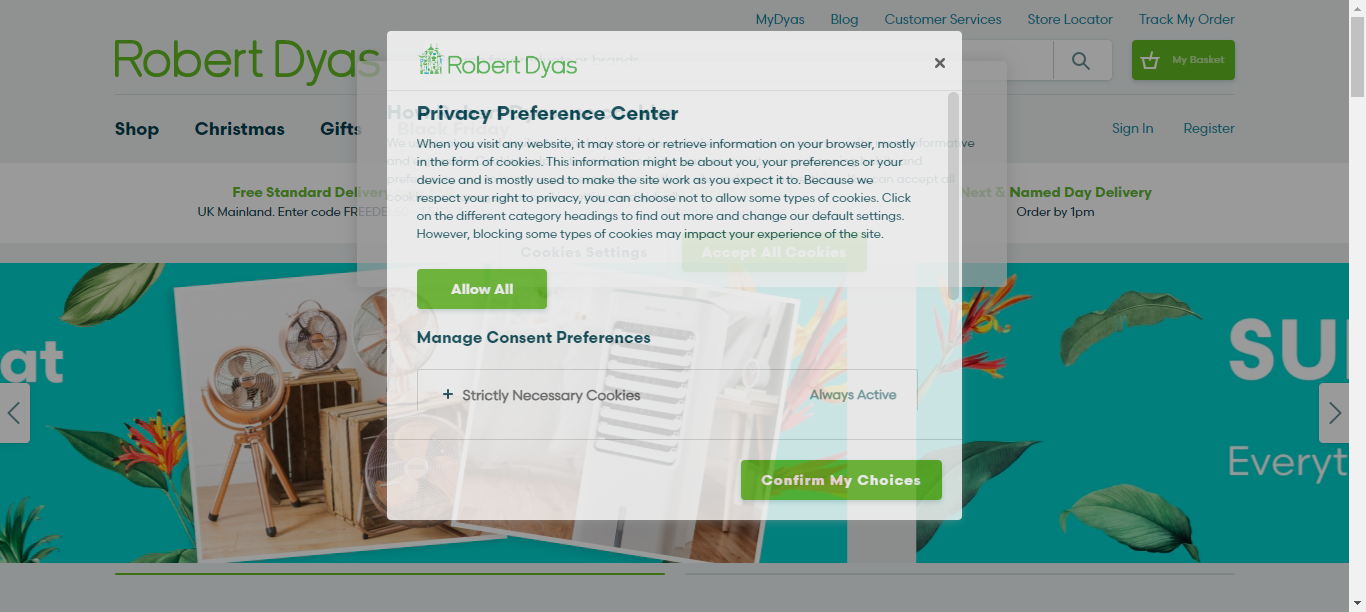 MyDyas Blog Customer Services Store Locator Track My Order
Robert Dyas
My Basket
Shop Christmas Gifts Black Friday
Sign In Register
Free Standard Delivery
UK Mainland. Enter code FREEDE
Next & Named Day Delivery
Order by 1pm
Robert Dyas
Privacy Preference Center
When you visit any website, it may store or retrieve information on your browser, mostly
in the form of cookies. This information might be about you, your preferences or your
device and is mostly used to make the site work as you expect it to. Because we
respect your right to privacy, you can choose not to allow some types of cookies. Click
on the different category headings to find out more and change our default settings.
However, blocking some types of cookies may impact your experience of the site.
Cookies Settings Accept All Cookies
Allow All
Manage Consent Preferences
+ Strictly Necessary Cookies Always Active
Confirm My Choices
at
SU
Everyt